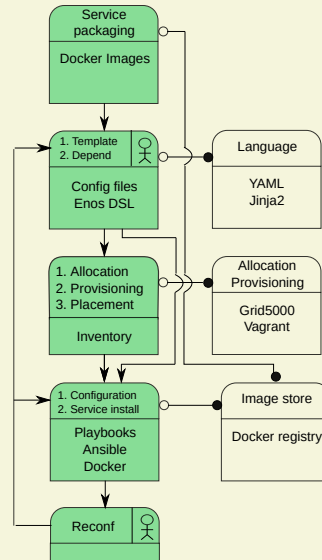 Service
packaging
Docker Images
1. Template
2. Depend
Config files
Enos DSL
Language
YAML
Jinja2
1. Allocation
2. Provisioning
3. Placement
Inventory
Allocation
Provisioning
Grid5000
Vagrant
1. Configuration
2. Service install
Playbooks
Ansible
Docker
Image store
Docker registry
Reconf